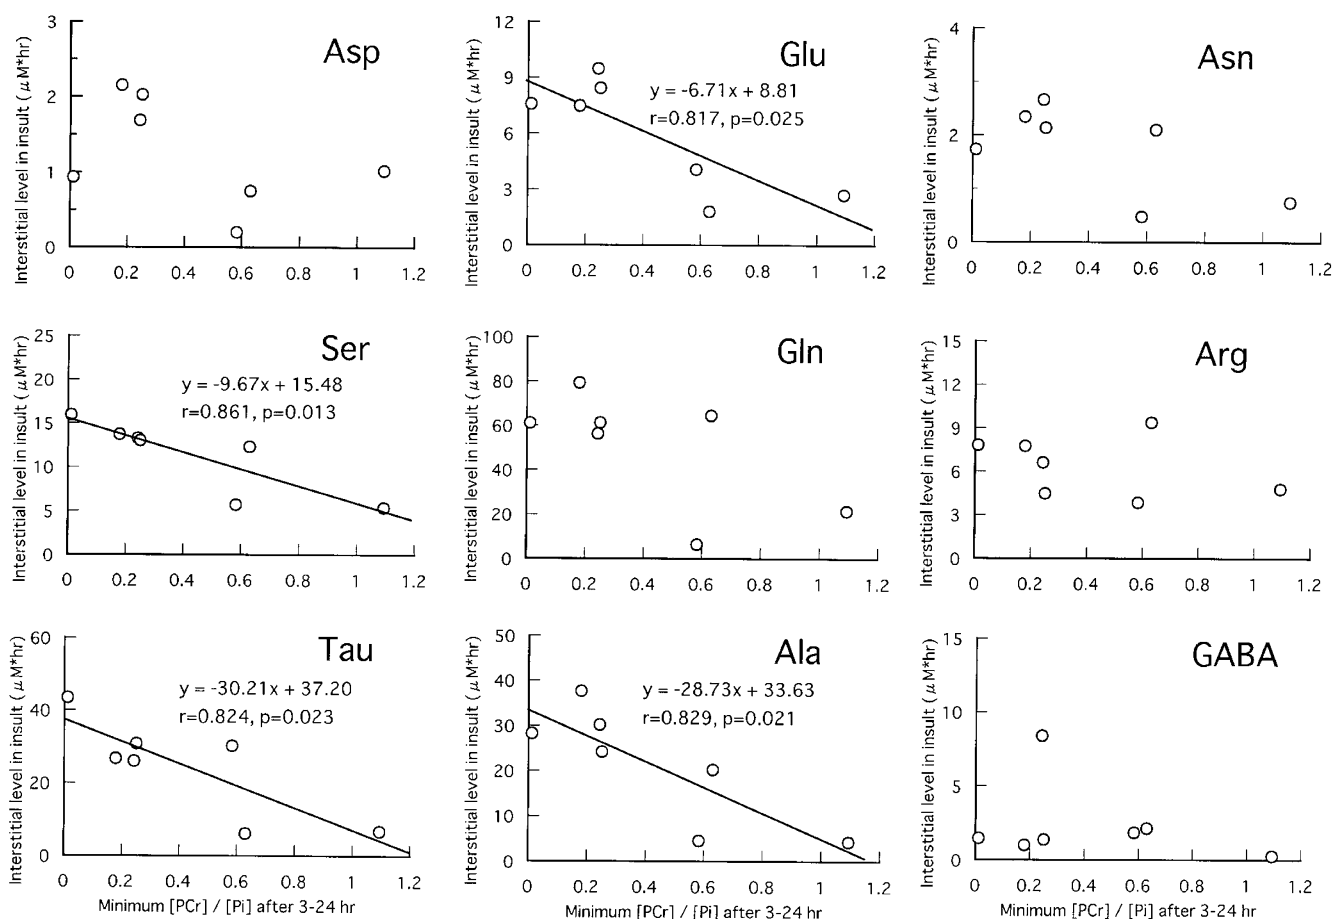 Asp
Interstitial level in insult ( μ M*hr)
3
2
1
0
0 0.2 0.4 0.6 0.8 1 1.2
Glu
y = -6.71x + 8.81
r=0.817, p=0.025
Interstitial level in insult ( μ M*hr)
12
9
6
3
0
0 0.2 0.4 0.6 0.8 1 1.2
Asn
Interstitial level in insult ( μ M*hr)
4
2
0
0 0.2 0.4 0.6 0.8 1 1.2
Ser
y = -9.67x + 15.48
r=0.861, p=0.013
Interstitial level in insult ( μ M*hr)
25
20
15
10
5
0
0 0.2 0.4 0.6 0.8 1 1.2
Gln
Interstitial level in insult ( μ M*hr)
100
80
60
40
20
0
0 0.2 0.4 0.6 0.8 1 1.2
Arg
Interstitial level in insult ( μ M*hr)
15
12
9
6
3
0
0 0.2 0.4 0.6 0.8 1 1.2
Tau
y = -30.21x + 37.20
r=0.824, p=0.023
Interstitial level in insult ( μ M*hr)
60
40
20
0
0 0.2 0.4 0.6 0.8 1 1.2
Minimum [PCr] / [Pi] after 3-24 hr
Ala
y = -28.73x + 33.63
r=0.829, p=0.021
Interstitial level in insult ( μ M*hr)
50
40
30
20
10
0
0 0.2 0.4 0.6 0.8 1 1.2
Minimum [PCr] / [Pi] after 3-24 hr
GABA
Interstitial level in insult ( μ M*hr)
15
10
5
0
0 0.2 0.4 0.6 0.8 1 1.2
Minimum [PCr] / [Pi] after 3-24 hr